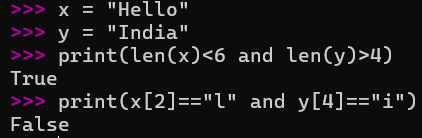 >>> x = "Hello"
>>> y = "India"
>>> print(len(x)<6 and len(y)>4)
True
>>> print(x[2]=="l" and y[4]=="i")
False